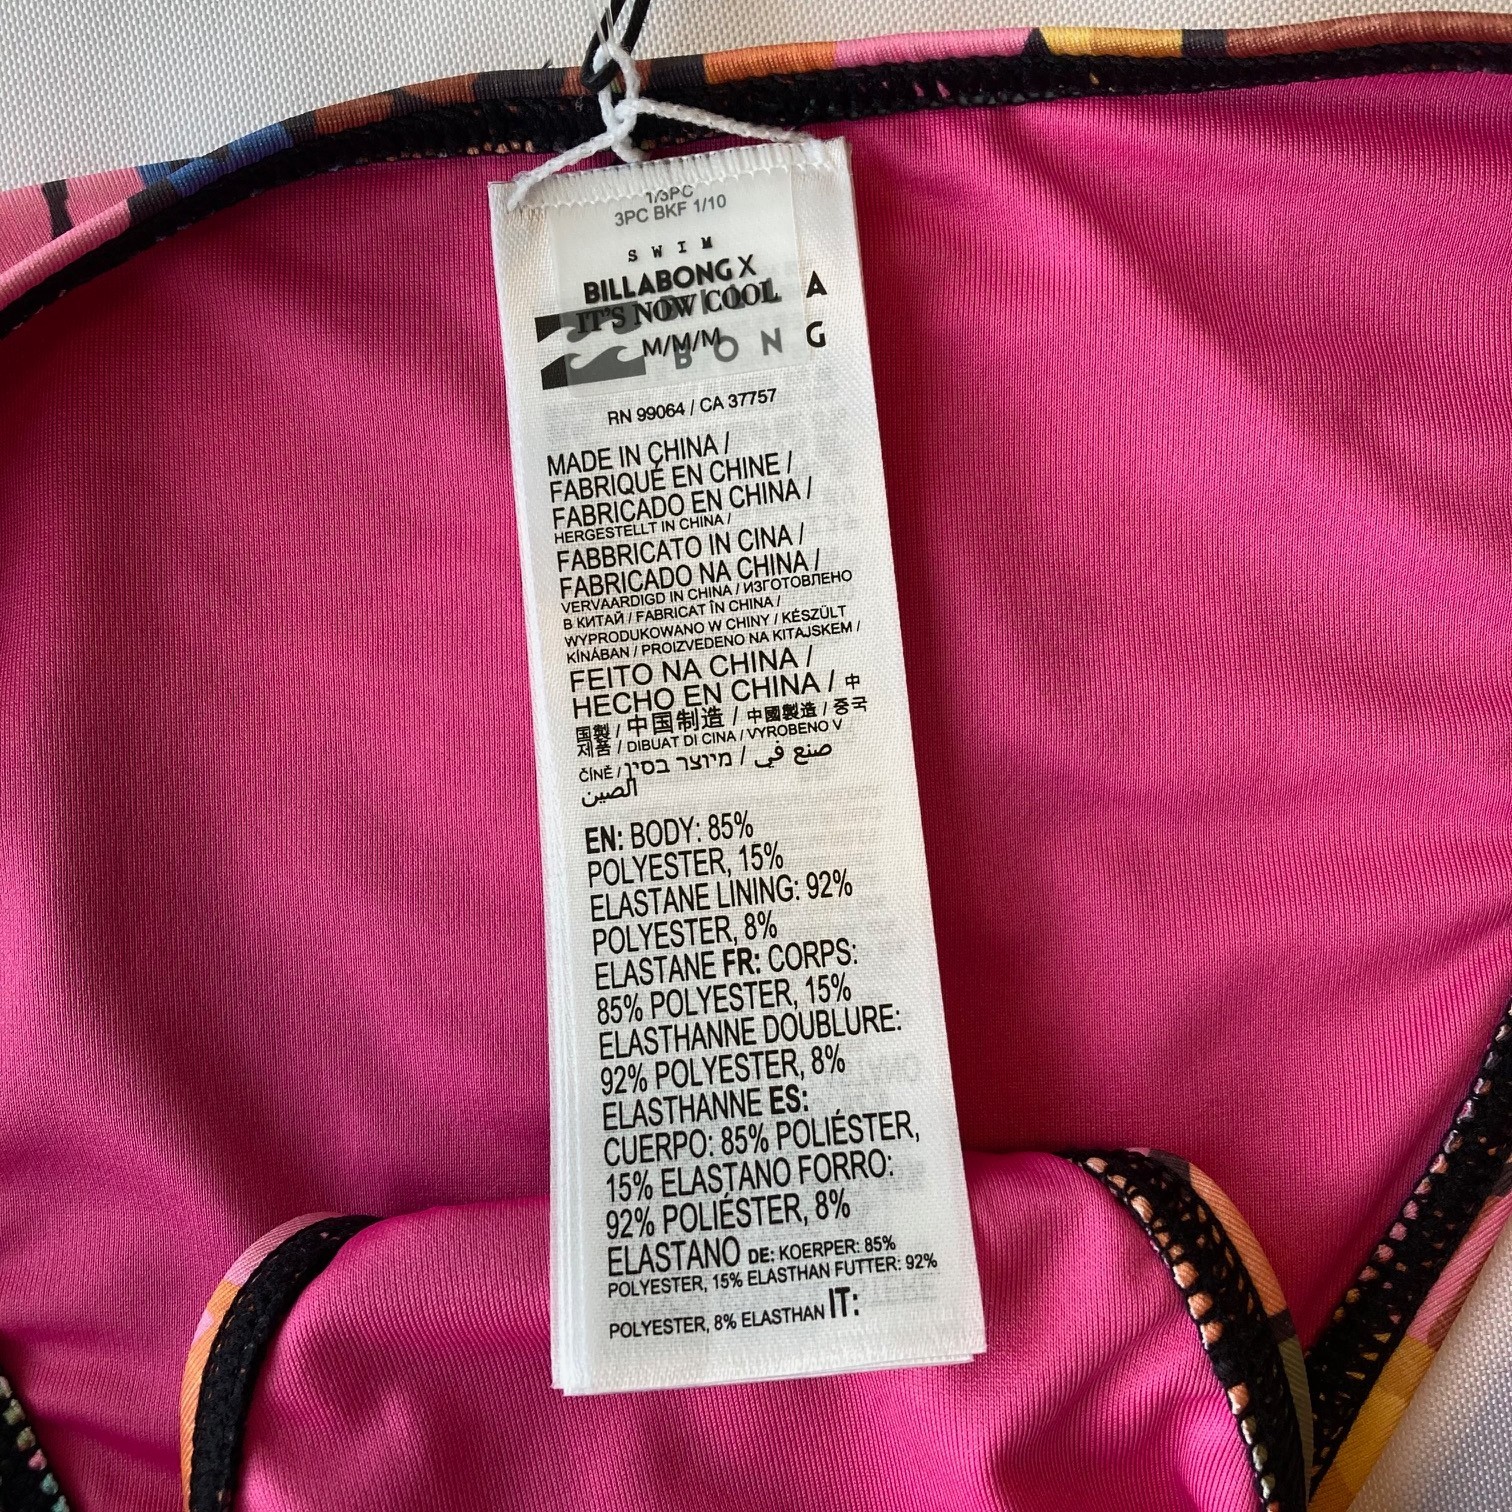 1/3PC
3PC BKF 1/10
SWIM
BILLABONG X
IT'S NOW COOL
M/M/M
BILLA
BONG
RN 99064 / CA 37757
MADE IN CHINA /
FABRIQUÉ EN CHINE /
FABRICADO EN CHINA /
HERGESTELLT IN CHINA /
FABBRICATO IN CINA /
FABRICADO NA CHINA /
VERVAARDIGD IN CHINA / ИЗГОТОВЛЕНО
В КИТАЙ / FABRICAT ÎN CHINA /
WYPRODUKOWANO W CHINY / KÉSZÜLT
KÍNÁBAN / PROIZVEDENO NA KITAJSKEM /
FEITO NA CHINA /
HECHO EN CHINA / 中
国製 / 中国制造 / 中國製造 / 중국
제품 / DIBUAT DI CINA / VYROBENO V
ČÍNĚ / מיוצר בסין / صنع في
الصين
EN: BODY: 85%
POLYESTER, 15%
ELASTANE LINING: 92%
POLYESTER, 8%
ELASTANE FR: CORPS:
85% POLYESTER, 15%
ELASTHANNE DOUBLURE:
92% POLYESTER, 8%
ELASTHANNE ES:
CUERPO: 85% POLIÉSTER,
15% ELASTANO FORRO:
92% POLIÉSTER, 8%
ELASTANO DE: KOERPER: 85%
POLYESTER, 15% ELASTHAN FUTTER: 92%
POLYESTER, 8% ELASTHAN IT: